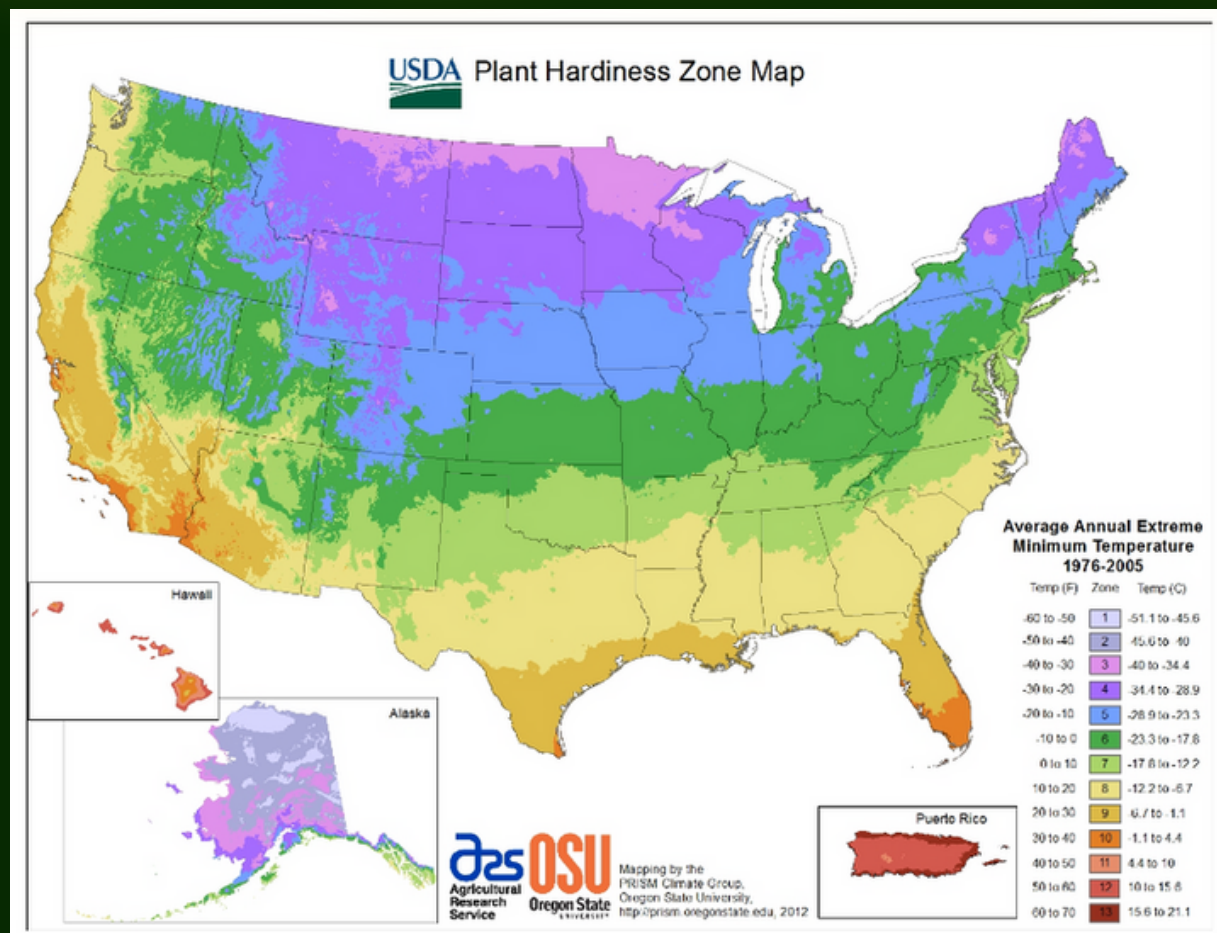 USDA Plant Hardiness Zone Map
Average Annual Extreme
Minimum Temperature
1976-2005
Temp (F) Zone Temp (C)
-60 to -50 1 -51.1 to -45.6
-50 to -40 2 45.6 to 40
-40 to -30 3 -40 to -34.4
-30 to -20 4 -34.4 to -28.9
-20 to -10 5 -28.9 to -23.3
-10 to 0 6 -23.3 to -17.8
0 to 10 7 -17.8 to -12.2
10 to 20 8 -12.2 to -6.7
20 to 30 9 -6.7 to -1.1
30 to 40 10 -1.1 to 4.4
40 to 50 11 4.4 to 10
50 to 60 12 10 to 15.6
60 to 70 13 15.6 to 21.1
Hawaii
Alaska
Puerto Rico
ars
Agricultural
Research
Service
OSU
Oregon State
UNIVERSITY
Mapping by the
PRISM Climate Group,
Oregon State University,
http://prism.oregonstate.edu, 2012